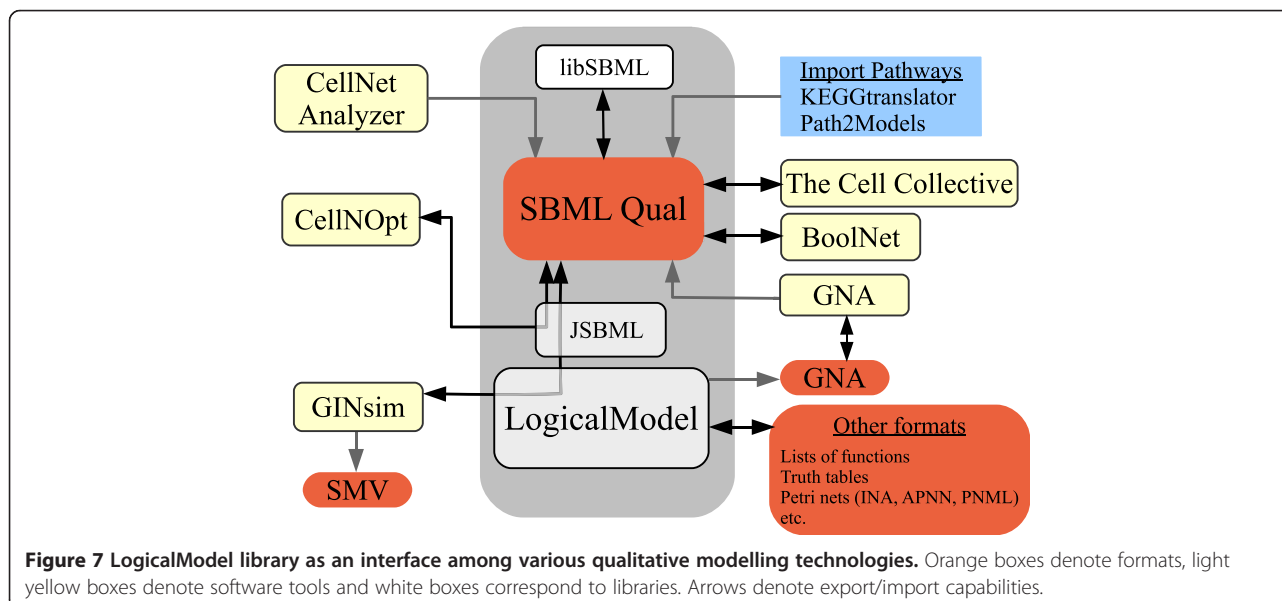 libSBML
CellNet
Analyzer
Import Pathways
KEGGtranslator
Path2Models
SBML Qual
The Cell Collective
CellNOpt
BoolNet
GNA
JSBML
GNA
GINsim
LogicalModel
Other formats
Lists of functions
Truth tables
Petri nets (INA, APNN, PNML)
etc.
SMV
Figure 7 LogicalModel library as an interface among various qualitative modelling technologies. Orange boxes denote formats, light
yellow boxes denote software tools and white boxes correspond to libraries. Arrows denote export/import capabilities.